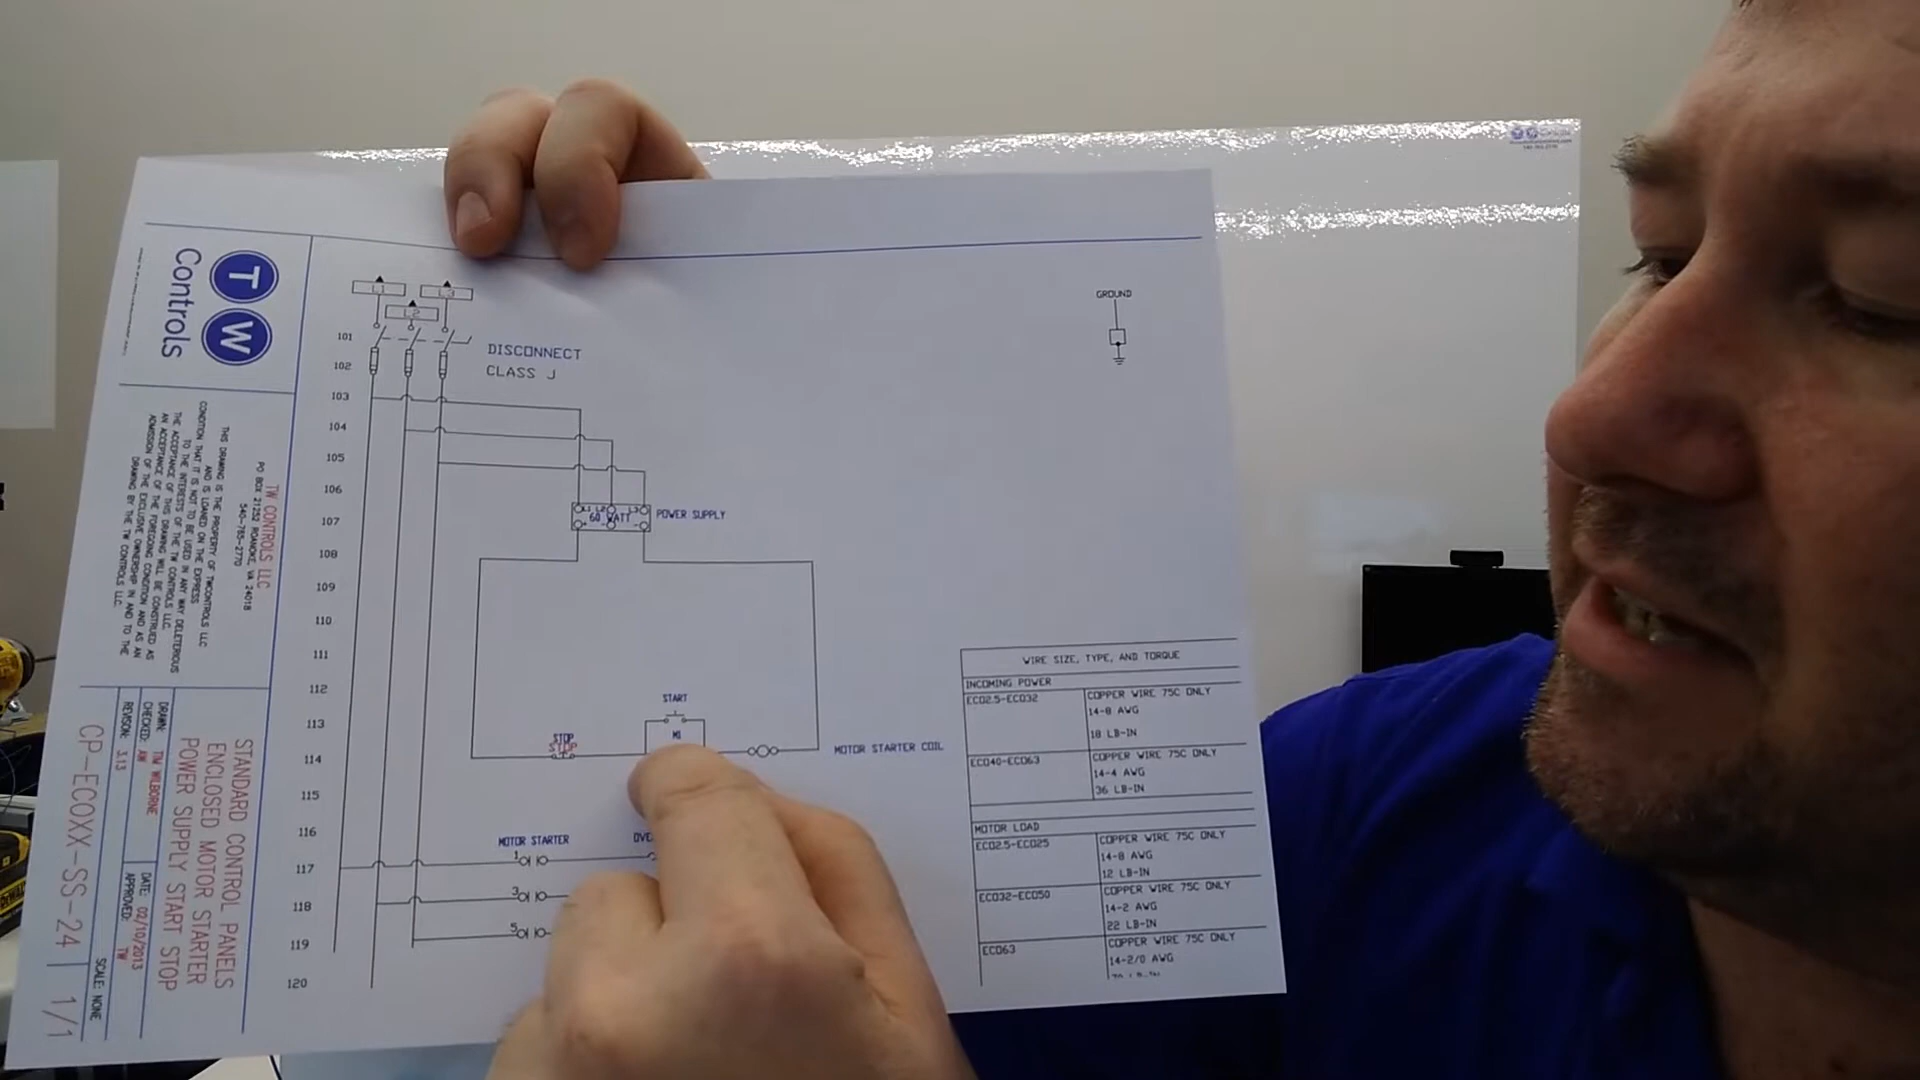 T W
Controls
TW CONTROLS LLC
PO BOX 21252 ROANOKE, VA 24018
540-785-2770
THIS DRAWING IS THE PROPERTY OF TWCONTROLS LLC
AND IS LOANED ON THE EXPRESS
CONDITION THAT IT IS NOT TO BE USED IN ANY WAY DELETERIOUS
TO THE INTERESTS OF THE TW CONTROLS LLC.
THE ACCEPTANCE OF THIS DRAWING WILL BE CONSTRUED AS
AN ACCEPTANCE OF THE FOREGOING CONDITION AND AS AN
ADMISSION OF THE EXCLUSIVE OWNERSHIP IN AND TO THE
DRAWING BY THE TW CONTROLS LLC.
STANDARD CONTROL PANELS
ENCLOSED MOTOR STARTER
POWER SUPPLY START STOP
DRAWN: TW WILBORNE
DATE: 02/10/2013
CHECKED: AW
APPROVED: TW
REVISION: 3.13
SCALE: NONE
CP-ECOXX-SS-24
1/1
L1
L3
L2
101
102
103
104
105
106
107
108
109
110
111
112
113
114
115
116
117
118
119
120
DISCONNECT
CLASS J
L2 L3
60 WATT
POWER SUPPLY
START
M1
STOP
STOP
MOTOR STARTER COIL
MOTOR STARTER
OVE
1
3
5
GROUND
WIRE SIZE, TYPE, AND TORQUE
INCOMING POWER
ECO2.5-ECO32
COPPER WIRE 75C ONLY
14-8 AWG
18 LB-IN
ECO40-ECO63
COPPER WIRE 75C ONLY
14-4 AWG
36 LB-IN
MOTOR LOAD
ECO2.5-ECO25
COPPER WIRE 75C ONLY
14-8 AWG
12 LB-IN
ECO32-ECO50
COPPER WIRE 75C ONLY
14-2 AWG
22 LB-IN
ECO63
COPPER WIRE 75C ONLY
14-2/0 AWG